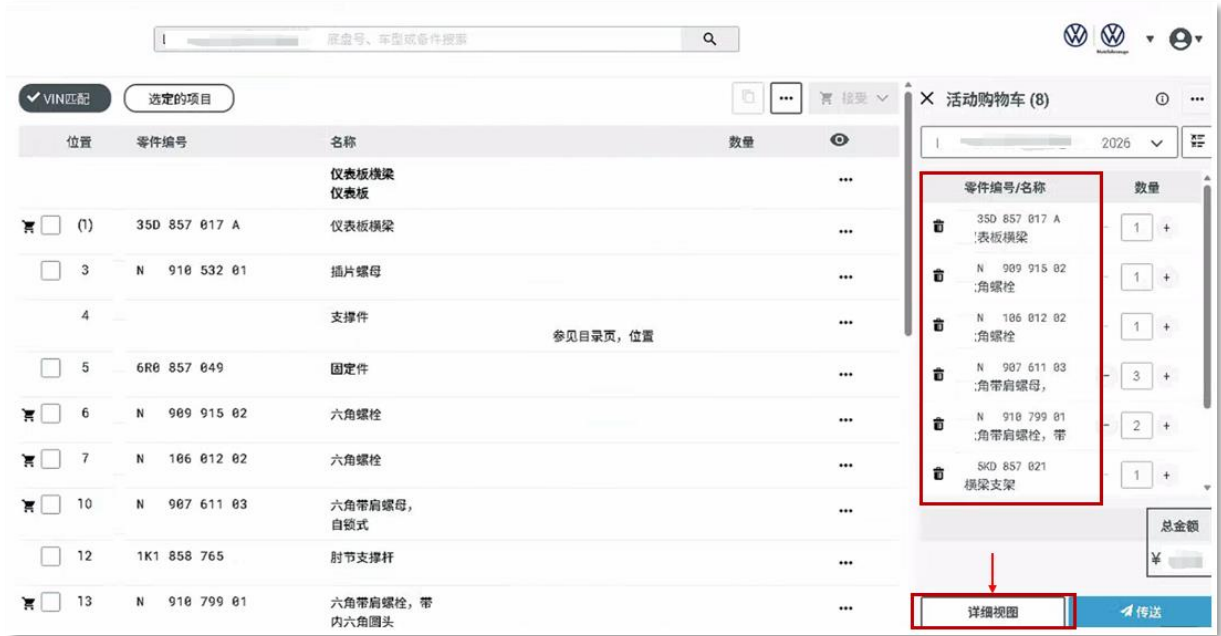 底盘号、车型或备件搜索
VIN匹配
选定的项目
接受
位置 零件编号 名称 数量
仪表板横梁
仪表板
(1) 35D 857 017 A 仪表板横梁
3 N 910 532 01 插片螺母
4 支撑件
参见目录页，位置
5 6R0 857 049 固定件
6 N 909 915 02 六角螺栓
7 N 106 012 02 六角螺栓
10 N 907 611 03 六角带肩螺母，
自锁式
12 1K1 858 765 肘节支撑杆
13 N 910 799 01 六角带肩螺栓，带
内六角圆头
活动购物车 (8)
2026
零件编号/名称 数量
35D 857 017 A
表板横梁 1 +
N 909 915 02
角螺栓 1 +
N 106 012 02
角螺栓 1 +
N 907 611 03
角带肩螺母， - 3 +
N 910 799 01
角带肩螺栓，带 - 2 +
5KD 857 021
横梁支架 1 +
总金额
¥
详细视图
传送